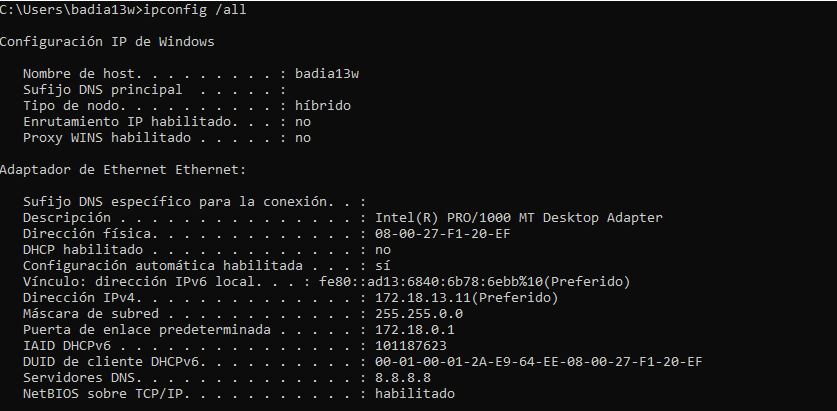 C:\Users\badia13w>ipconfig /all
Configuración IP de Windows
Nombre de host. . . . . . . . . : badia13w
Sufijo DNS principal  . . . . . :
Tipo de nodo. . . . . . . . . . : híbrido
Enrutamiento IP habilitado. . . : no
Proxy WINS habilitado . . . . . : no
Adaptador de Ethernet Ethernet:
Sufijo DNS específico para la conexión. . :
Descripción . . . . . . . . . . . . . . . : Intel(R) PRO/1000 MT Desktop Adapter
Dirección física. . . . . . . . . . . . . : 08-00-27-F1-20-EF
DHCP habilitado . . . . . . . . . . . . . : no
Configuración automática habilitada . . . : sí
Vínculo: dirección IPv6 local. . . : fe80::ad13:6840:6b78:6ebb%10(Preferido)
Dirección IPv4. . . . . . . . . . . . . . : 172.18.13.11(Preferido)
Máscara de subred . . . . . . . . . . . . : 255.255.0.0
Puerta de enlace predeterminada . . . . . : 172.18.0.1
IAID DHCPv6 . . . . . . . . . . . . . . . : 101187623
DUID de cliente DHCPv6. . . . . . . . . . : 00-01-00-01-2A-E9-64-EE-08-00-27-F1-20-EF
Servidores DNS. . . . . . . . . . . . . . : 8.8.8.8
NetBIOS sobre TCP/IP. . . . . . . . . . . : habilitado